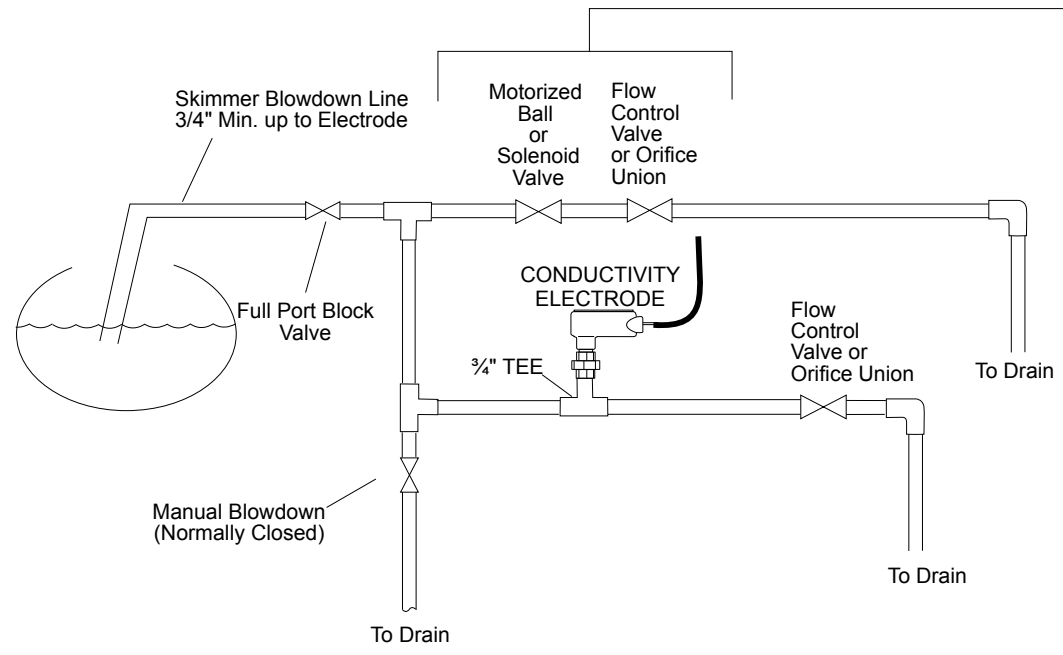 Skimmer Blowdown Line
3/4" Min. up to Electrode
Motorized
Ball
or
Solenoid
Valve
Flow
Control
Valve
or Orifice
Union
Full Port Block
Valve
CONDUCTIVITY
ELECTRODE
¾" TEE
Flow
Control
Valve or
Orifice Union
To Drain
Manual Blowdown
(Normally Closed)
To Drain
To Drain